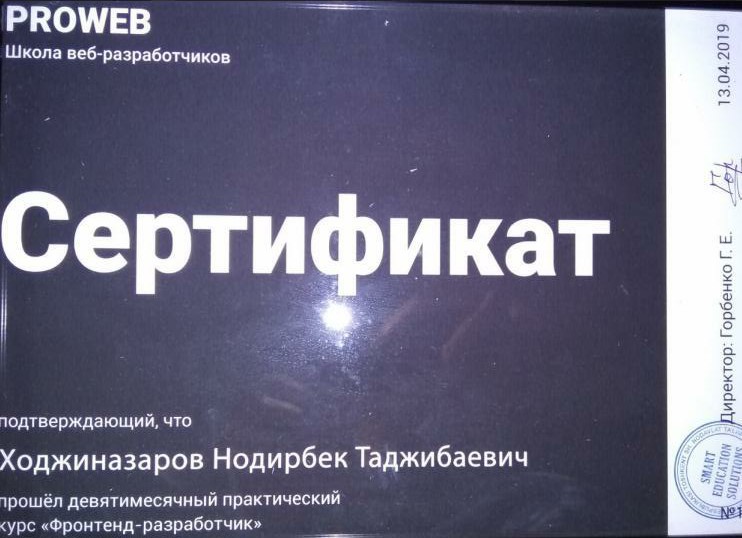 PROWEB
Школа веб-разработчиков
Сертификат
подтверждающий, что
Ходжиназаров Нодирбек Таджибаевич
прошёл девятимесячный практический
курс «Фронтенд-разработчик»
13.04.2019
Директор: Горбенко Г. Е.
SMART
EDUCATION
SOLUTIONS